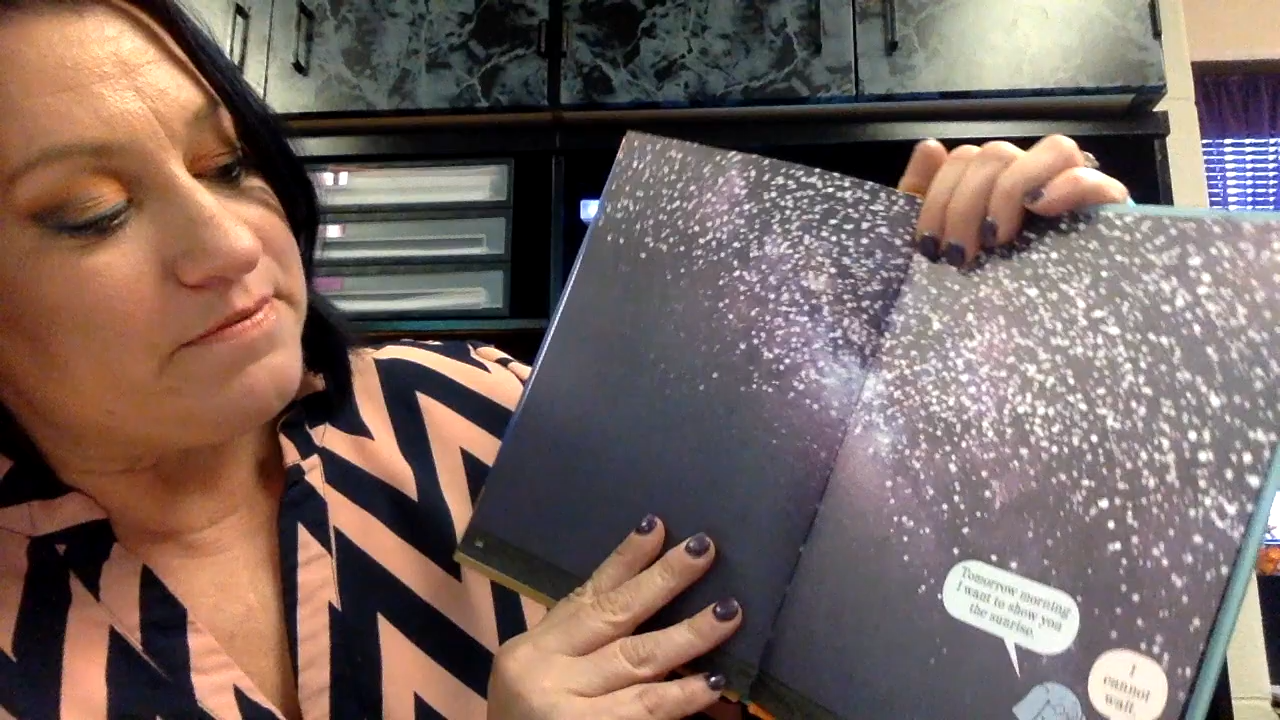 Tomorrow morning
I want to show you
the sunrise.
I
cannot
wait.